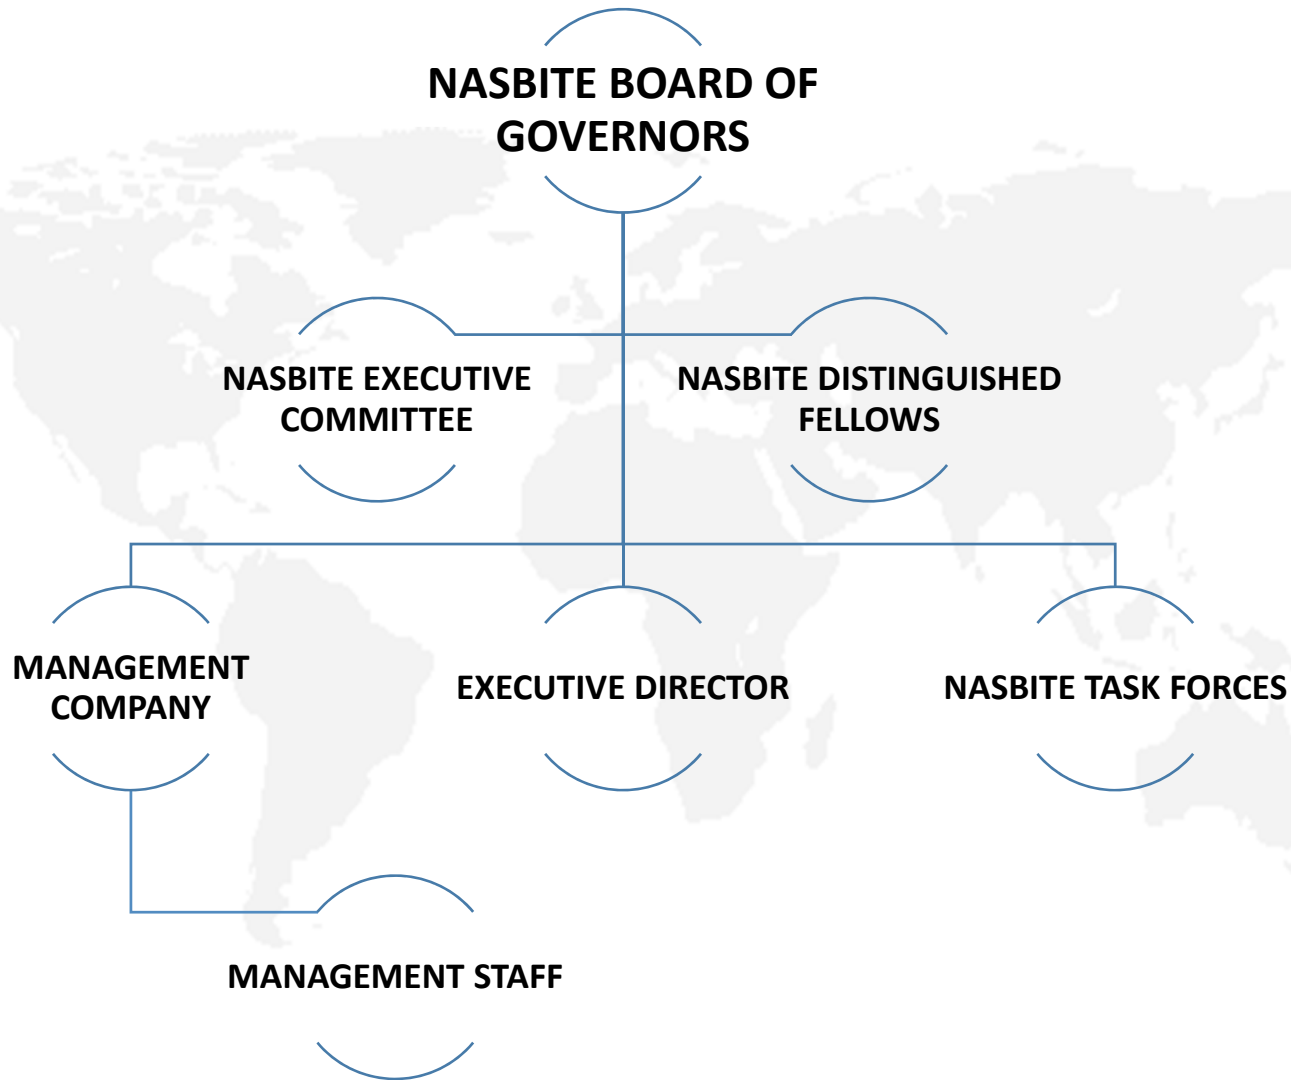 NASBITE BOARD OF
GOVERNORS
NASBITE EXECUTIVE
COMMITTEE
NASBITE DISTINGUISHED
FELLOWS
MANAGEMENT
COMPANY
EXECUTIVE DIRECTOR
NASBITE TASK FORCES
MANAGEMENT STAFF